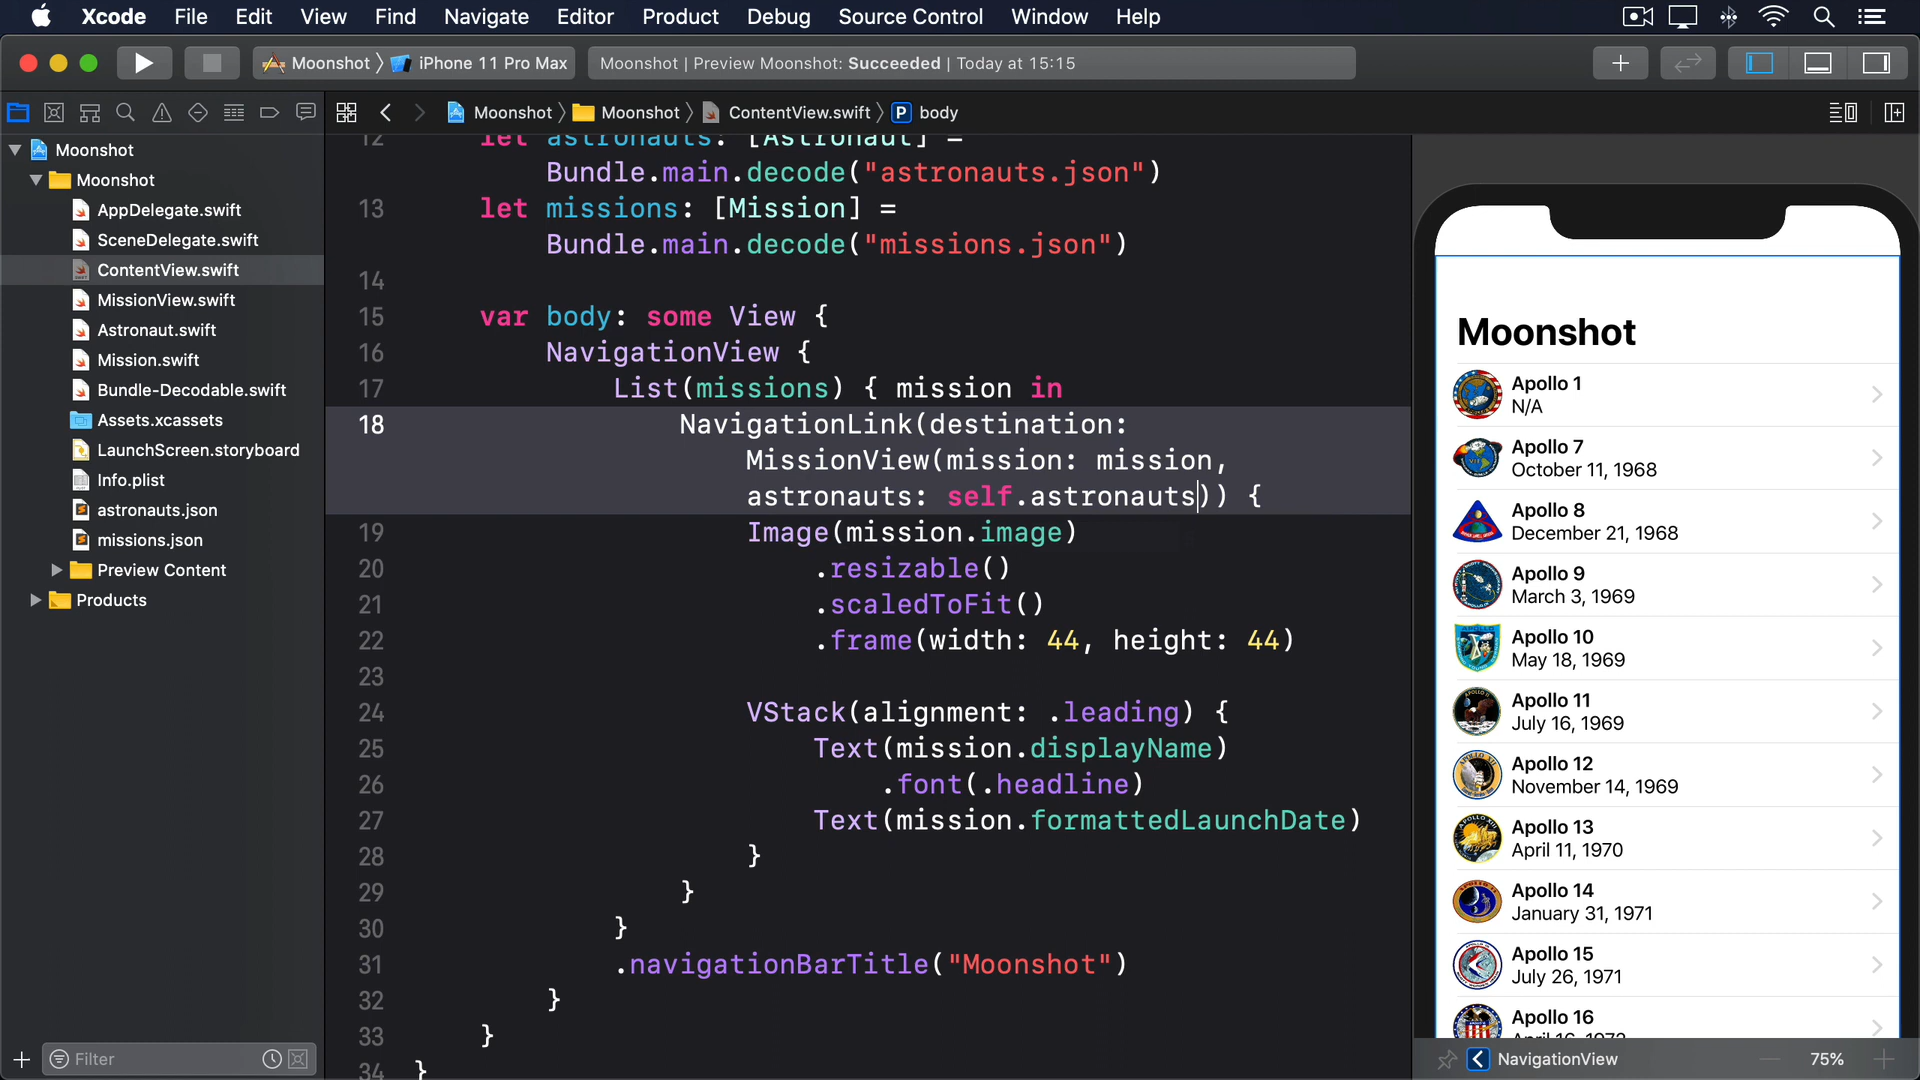 Xcode File Edit View Find Navigate Editor Product Debug Source Control Window Help
Moonshot iPhone 11 Pro Max
Moonshot | Preview Moonshot: Succeeded | Today at 15:15
Moonshot Moonshot ContentView.swift P body
Moonshot
Moonshot
AppDelegate.swift
SceneDelegate.swift
ContentView.swift
MissionView.swift
Astronaut.swift
Mission.swift
Bundle-Decodable.swift
Assets.xcassets
LaunchScreen.storyboard
Info.plist
astronauts.json
missions.json
Preview Content
Products
Filter
12 let astronauts: [Astronaut] =
Bundle.main.decode("astronauts.json")
13 let missions: [Mission] =
Bundle.main.decode("missions.json")
14
15 var body: some View {
16 NavigationView {
17 List(missions) { mission in
18 NavigationLink(destination:
MissionView(mission: mission,
astronauts: self.astronauts)) {
19 Image(mission.image)
20 .resizable()
21 .scaledToFit()
22 .frame(width: 44, height: 44)
23
24 VStack(alignment: .leading) {
25 Text(mission.displayName)
26 .font(.headline)
27 Text(mission.formattedLaunchDate)
28 }
29 }
30 }
31 .navigationBarTitle("Moonshot")
32 }
33 }
34 }
Moonshot
Apollo 1
N/A
Apollo 7
October 11, 1968
Apollo 8
December 21, 1968
Apollo 9
March 3, 1969
Apollo 10
May 18, 1969
Apollo 11
July 16, 1969
Apollo 12
November 14, 1969
Apollo 13
April 11, 1970
Apollo 14
January 31, 1971
Apollo 15
July 26, 1971
Apollo 16
April 16, 1972
NavigationView 75%